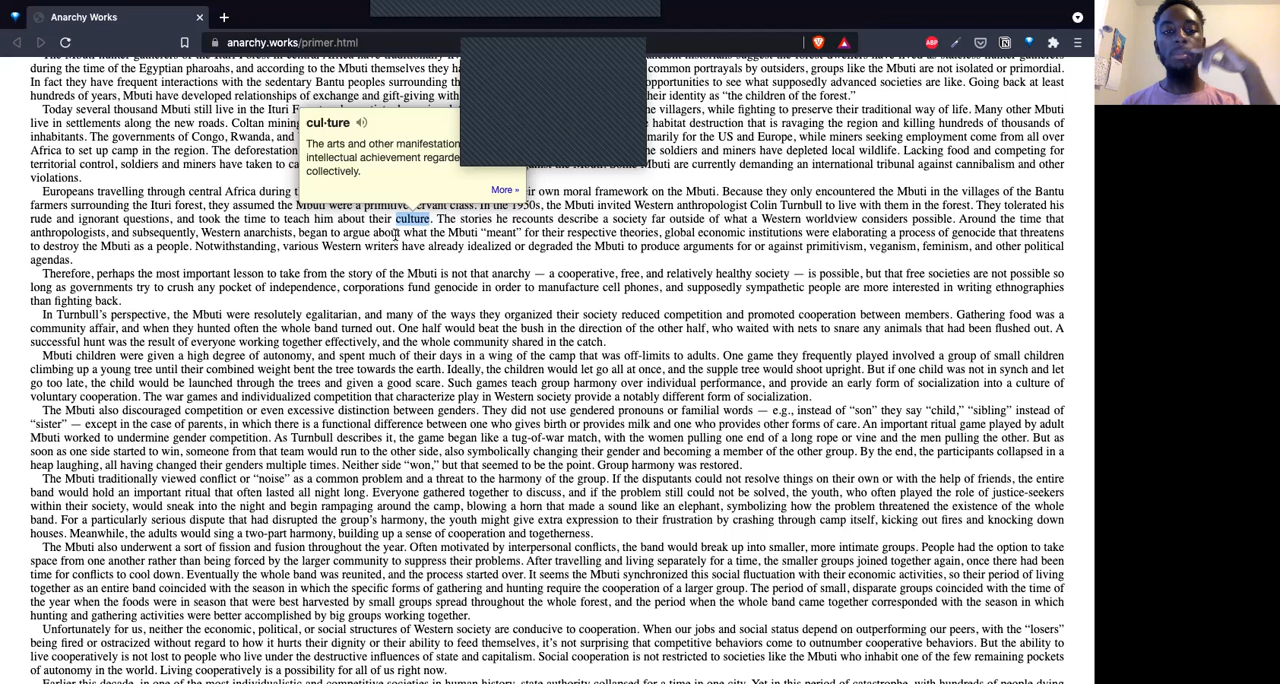 Anarchy Works
anarchy.works/primer.html
during the time of the Egyptian pharoahs, and according to the Mbuti themselves they ha common portrayals by outsiders, groups like the Mbuti are not isolated or primordial.
In fact they have frequent interactions with the sedentary Bantu peoples surrounding the opportunities to see what supposedly advanced societies are like. Going back at least
hundreds of years, Mbuti have developed relationships of exchange and gift-giving with their identity as “the children of the forest.”
Today several thousand Mbuti still live in the Ituri villagers, while fighting to preserve their traditional way of life. Many other Mbuti
live in settlements along the new roads. Coltan mining habitat destruction that is ravaging the region and killing hundreds of thousands of
inhabitants. The governments of Congo, Rwanda, and marily for the US and Europe, while miners seeking employment come from all over
Africa to set up camp in the region. The deforestation he soldiers and miners have depleted local wildlife. Lacking food and competing for
territorial control, soldiers and miners have taken to ca Some Mbuti are currently demanding an international tribunal against cannibalism and other
violations.
cul·ture
The arts and other manifestation
intellectual achievement regarde
collectively.
More »
Europeans travelling through central Africa during t ir own moral framework on the Mbuti. Because they only encountered the Mbuti in the villages of the Bantu
farmers surrounding the Ituri forest, they assumed the Mbuti were a primitive servant class. In the 1950s, the Mbuti invited Western anthropologist Colin Turnbull to live with them in the forest. They tolerated his
rude and ignorant questions, and took the time to teach him about their culture. The stories he recounts describe a society far outside of what a Western worldview considers possible. Around the time that
anthropologists, and subsequently, Western anarchists, began to argue about what the Mbuti “meant” for their respective theories, global economic institutions were elaborating a process of genocide that threatens
to destroy the Mbuti as a people. Notwithstanding, various Western writers have already idealized or degraded the Mbuti to produce arguments for or against primitivism, veganism, feminism, and other political
agendas.
Therefore, perhaps the most important lesson to take from the story of the Mbuti is not that anarchy — a cooperative, free, and relatively healthy society — is possible, but that free societies are not possible so
long as governments try to crush any pocket of independence, corporations fund genocide in order to manufacture cell phones, and supposedly sympathetic people are more interested in writing ethnographies
than fighting back.
In Turnbull’s perspective, the Mbuti were resolutely egalitarian, and many of the ways they organized their society reduced competition and promoted cooperation between members. Gathering food was a
community affair, and when they hunted often the whole band turned out. One half would beat the bush in the direction of the other half, who waited with nets to snare any animals that had been flushed out. A
successful hunt was the result of everyone working together effectively, and the whole community shared in the catch.
Mbuti children were given a high degree of autonomy, and spent much of their days in a wing of the camp that was off-limits to adults. One game they frequently played involved a group of small children
climbing up a young tree until their combined weight bent the tree towards the earth. Ideally, the children would let go all at once, and the supple tree would shoot upright. But if one child was not in synch and let
go too late, the child would be launched through the trees and given a good scare. Such games teach group harmony over individual performance, and provide an early form of socialization into a culture of
voluntary cooperation. The war games and individualized competition that characterize play in Western society provide a notably different form of socialization.
The Mbuti also discouraged competition or even excessive distinction between genders. They did not use gendered pronouns or familial words — e.g., instead of “son” they say “child,” “sibling” instead of
“sister” — except in the case of parents, in which there is a functional difference between one who gives birth or provides milk and one who provides other forms of care. An important ritual game played by adult
Mbuti worked to undermine gender competition. As Turnbull describes it, the game began like a tug-of-war match, with the women pulling one end of a long rope or vine and the men pulling the other. But as
soon as one side started to win, someone from that team would run to the other side, also symbolically changing their gender and becoming a member of the other group. By the end, the participants collapsed in a
heap laughing, all having changed their genders multiple times. Neither side “won,” but that seemed to be the point. Group harmony was restored.
The Mbuti traditionally viewed conflict or “noise” as a common problem and a threat to the harmony of the group. If the disputants could not resolve things on their own or with the help of friends, the entire
band would hold an important ritual that often lasted all night long. Everyone gathered together to discuss, and if the problem still could not be solved, the youth, who often played the role of justice-seekers
within their society, would sneak into the night and begin rampaging around the camp, blowing a horn that made a sound like an elephant, symbolizing how the problem threatened the existence of the whole
band. For a particularly serious dispute that had disrupted the group’s harmony, the youth might give extra expression to their frustration by crashing through camp itself, kicking out fires and knocking down
houses. Meanwhile, the adults would sing a two-part harmony, building up a sense of cooperation and togetherness.
The Mbuti also underwent a sort of fission and fusion throughout the year. Often motivated by interpersonal conflicts, the band would break up into smaller, more intimate groups. People had the option to take
space from one another rather than being forced by the larger community to suppress their problems. After travelling and living separately for a time, the smaller groups joined together again, once there had been
time for conflicts to cool down. Eventually the whole band was reunited, and the process started over. It seems the Mbuti synchronized this social fluctuation with their economic activities, so their period of living
together as an entire band coincided with the season in which the specific forms of gathering and hunting require the cooperation of a larger group. The period of small, disparate groups coincided with the time of
the year when the foods were in season that were best harvested by small groups spread throughout the whole forest, and the period when the whole band came together corresponded with the season in which
hunting and gathering activities were better accomplished by big groups working together.
Unfortunately for us, neither the economic, political, or social structures of Western society are conducive to cooperation. When our jobs and social status depend on outperforming our peers, with the “losers”
being fired or ostracized without regard to how it hurts their dignity or their ability to feed themselves, it’s not surprising that competitive behaviors come to outnumber cooperative behaviors. But the ability to
live cooperatively is not lost to people who live under the destructive influences of state and capitalism. Social cooperation is not restricted to societies like the Mbuti who inhabit one of the few remaining pockets
of autonomy in the world. Living cooperatively is a possibility for all of us right now.
Earlier this decade, in one of the most individualistic and competitive societies in human history, state authority collapsed for a time in one city. Yet in this period of catastrophe, with hundreds of people dying